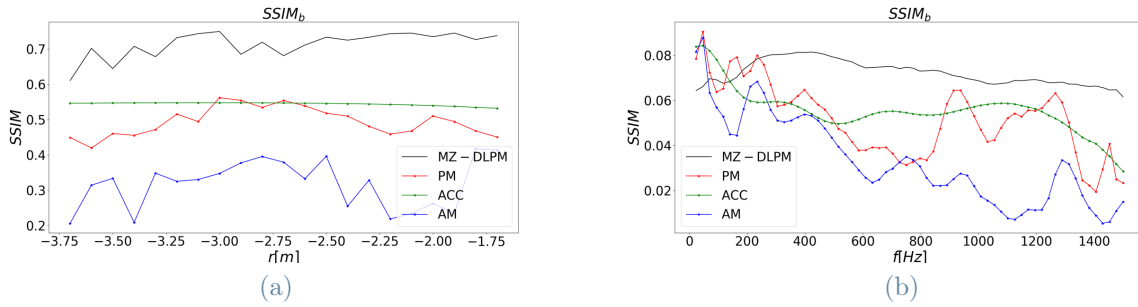 SSIM_b
SSIM
0.7
0.6
0.5
0.4
0.3
0.2
MZ − DLPM
PM
ACC
AM
−3.75 −3.50 −3.25 −3.00 −2.75 −2.50 −2.25 −2.00 −1.75
r[m]
(a)
SSIM_b
SSIM
0.08
0.06
0.04
0.02
MZ − DLPM
PM
ACC
AM
0 200 400 600 800 1000 1200 1400
f[Hz]
(b)